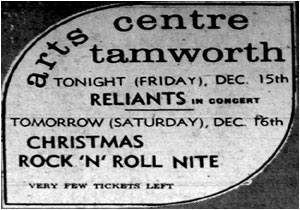 arts centre
tamworth
TONIGHT (FRIDAY), DEC. 15th
RELIANTS IN CONCERT
TOMORROW (SATURDAY), DEC. 16th
CHRISTMAS
ROCK 'N' ROLL NITE
VERY FEW TICKETS LEFT